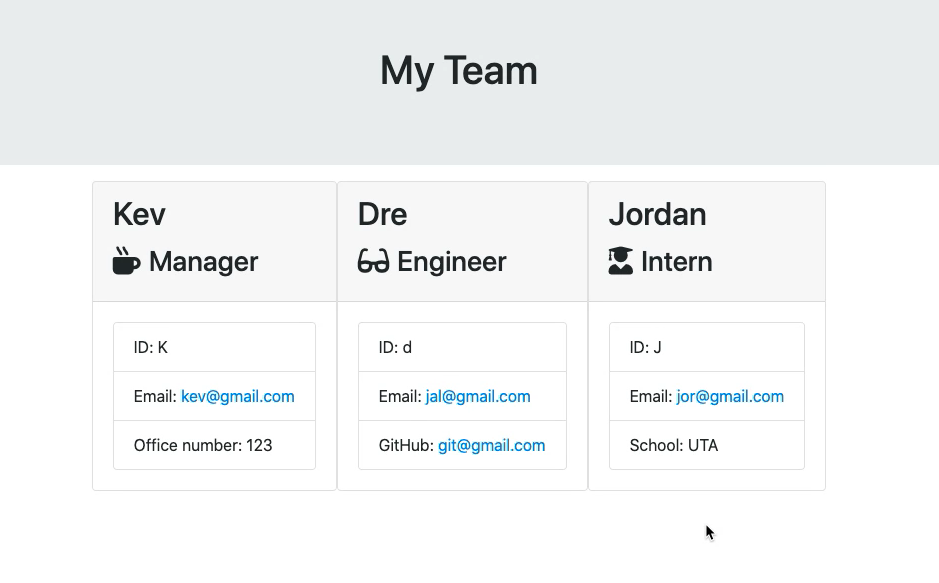 My Team
Kev
Manager
ID: K
Email: kev@gmail.com
Office number: 123
Dre
Engineer
ID: d
Email: jal@gmail.com
GitHub: git@gmail.com
Jordan
Intern
ID: J
Email: jor@gmail.com
School: UTA